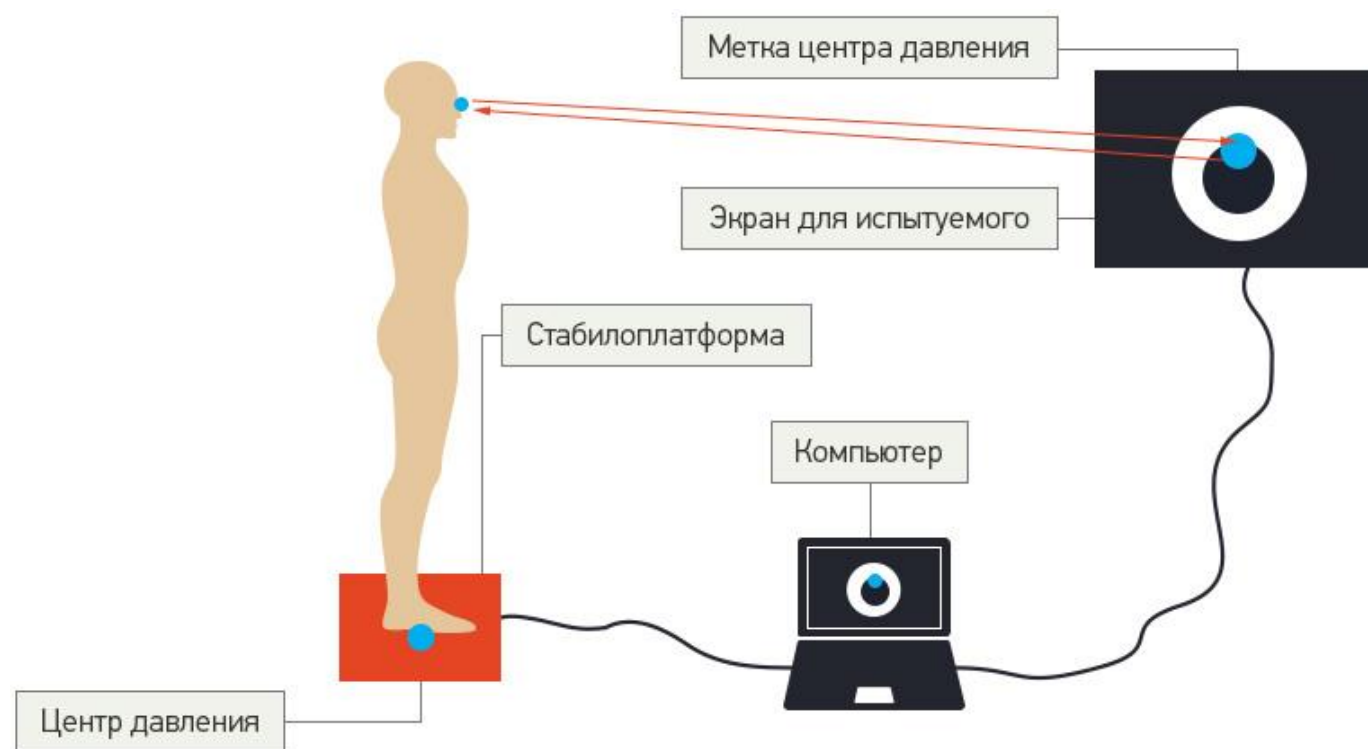 Метка центра давления
Экран для испытуемого
Стабилоплатформа
Компьютер
Центр давления